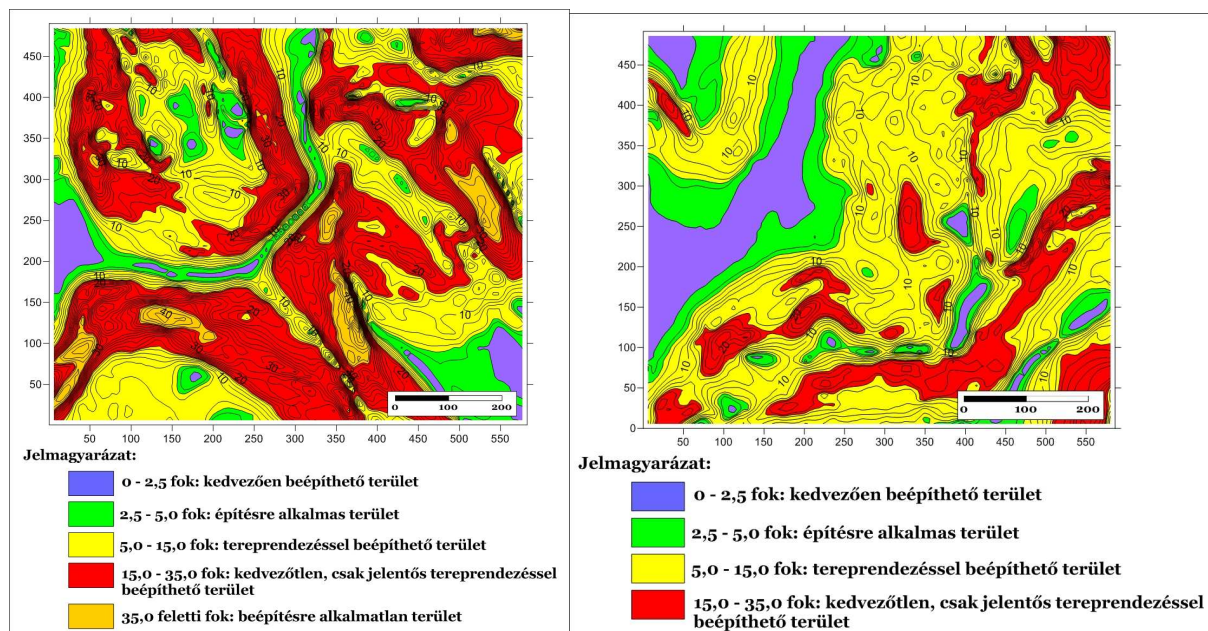 450
400
350
300
250
200
150
100
50
50 100 150 200 250 300 350 400 450 500 550
0 100 200
Jelmagyarázat:
0 - 2,5 fok: kedvezően beépíthető terület
2,5 - 5,0 fok: építésre alkalmas terület
5,0 - 15,0 fok: tereprendezéssel beépíthető terület
15,0 - 35,0 fok: kedvezőtlen, csak jelentős tereprendezéssel
beépíthető terület
35,0 feletti fok: beépítésre alkalmatlan terület
450
400
350
300
250
200
150
100
50
0
50 100 150 200 250 300 350 400 450 500 550
0 100 200
Jelmagyarázat:
0 - 2,5 fok: kedvezően beépíthető terület
2,5 - 5,0 fok: építésre alkalmas terület
5,0 - 15,0 fok: tereprendezéssel beépíthető terület
15,0 - 35,0 fok: kedvezőtlen, csak jelentős tereprendezéssel
beépíthető terület